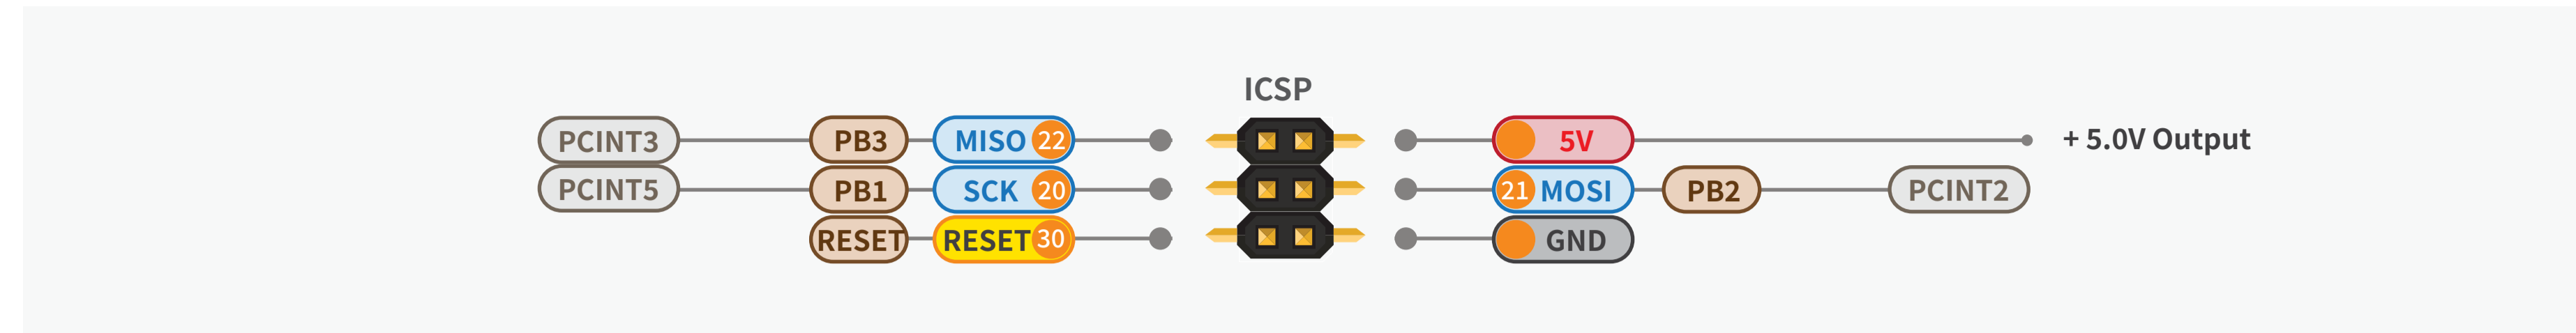 ICSP
PCINT3 PB3 MISO 22 5V + 5.0V Output
PCINT5 PB1 SCK 20 21 MOSI PB2 PCINT2
RESET RESET 30 GND